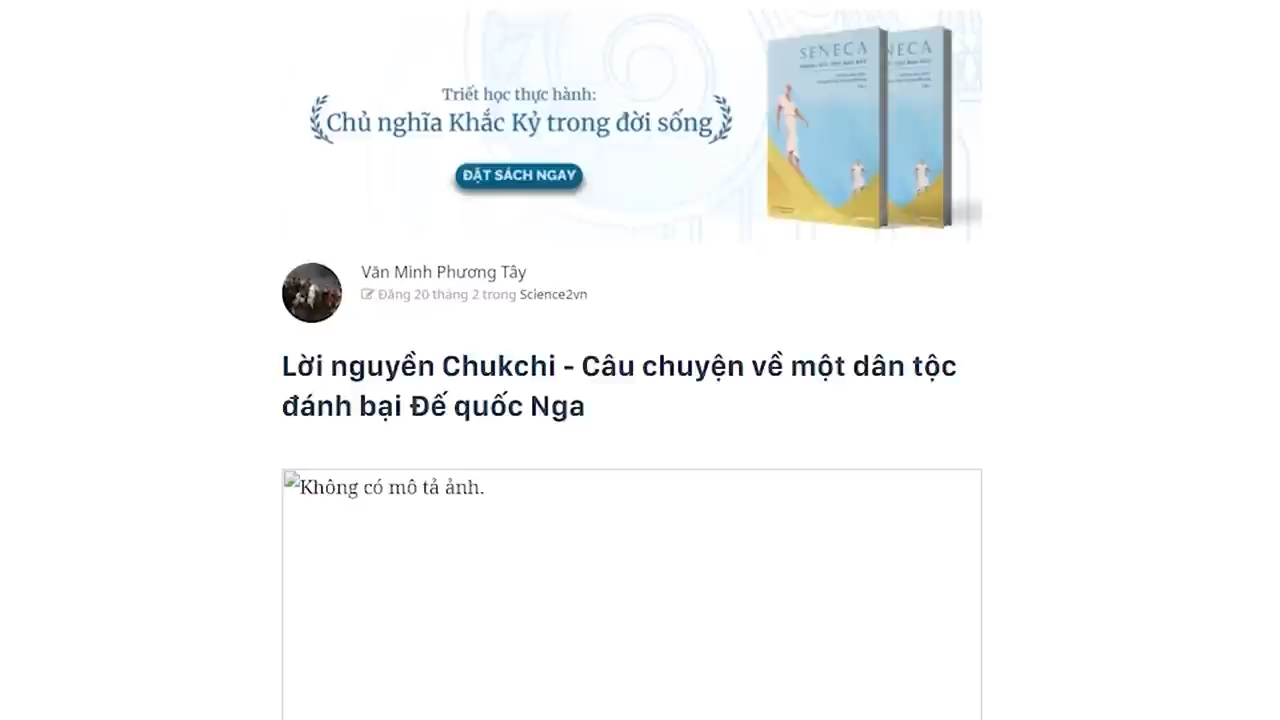 Triết học thực hành:
Chủ nghĩa Khắc Kỷ trong đời sống
ĐẶT SÁCH NGAY
SENECA
NECA
Văn Minh Phương Tây
Đăng 20 tháng 2 trong Science2vn
Lời nguyền Chukchi - Câu chuyện về một dân tộc
đánh bại Đế quốc Nga
Không có mô tả ảnh.